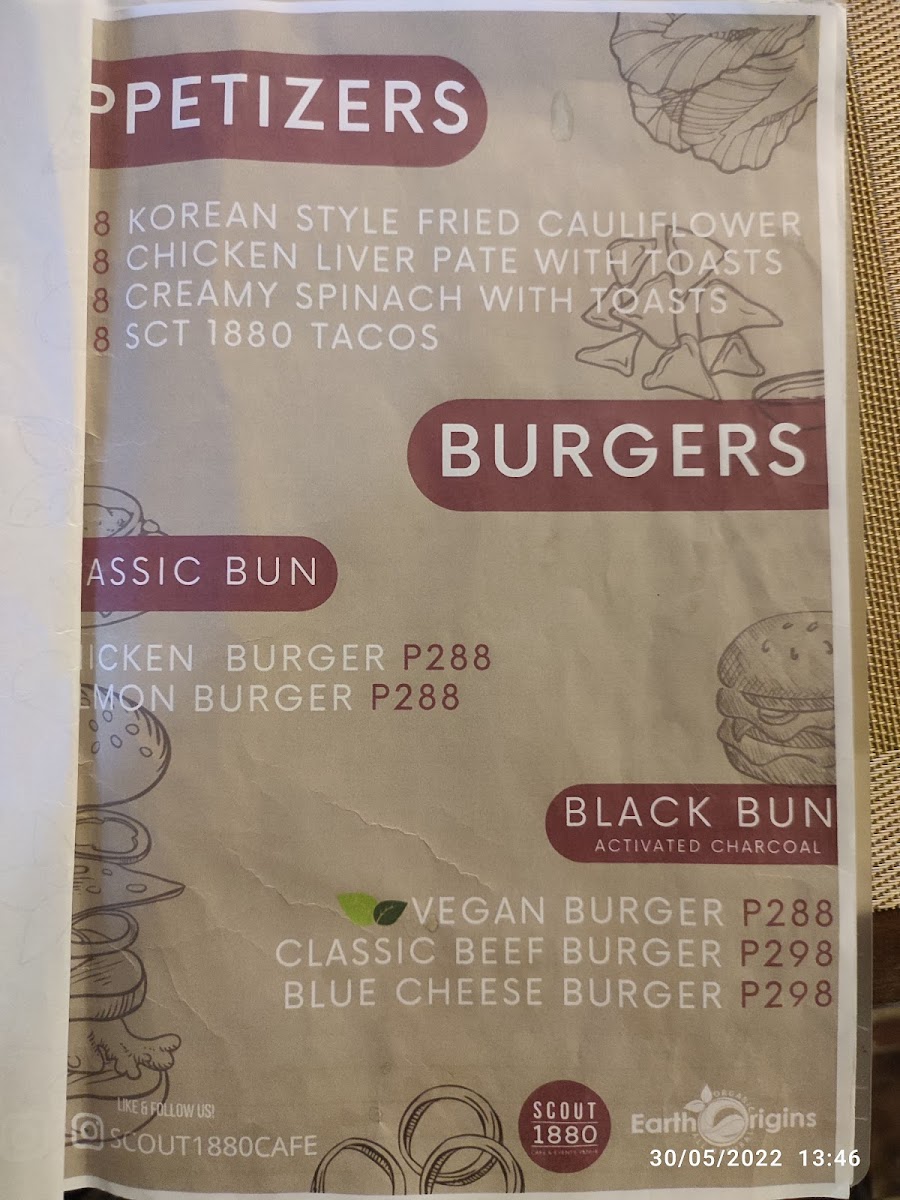 PPETIZERS
8 KOREAN STYLE FRIED CAULIFLOWER
8 CHICKEN LIVER PATE WITH TOASTS
8 CREAMY SPINACH WITH TOASTS
8 SCT 1880 TACOS
BURGERS
ASSIC BUN
ICKEN BURGER P288
MON BURGER P288
BLACK BUN
ACTIVATED CHARCOAL
VEGAN BURGER P288
CLASSIC BEEF BURGER P298
BLUE CHEESE BURGER P298
LIKE & FOLLOW US!
SCOUT1880CAFE
SCOUT
1880
Earth Origins
30/05/2022 13:46